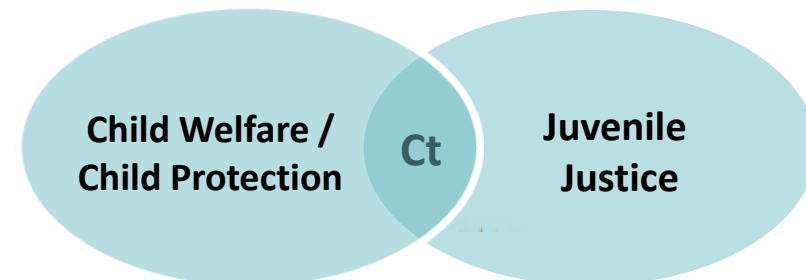 Child Welfare /
Child Protection
Ct
Juvenile
Justice